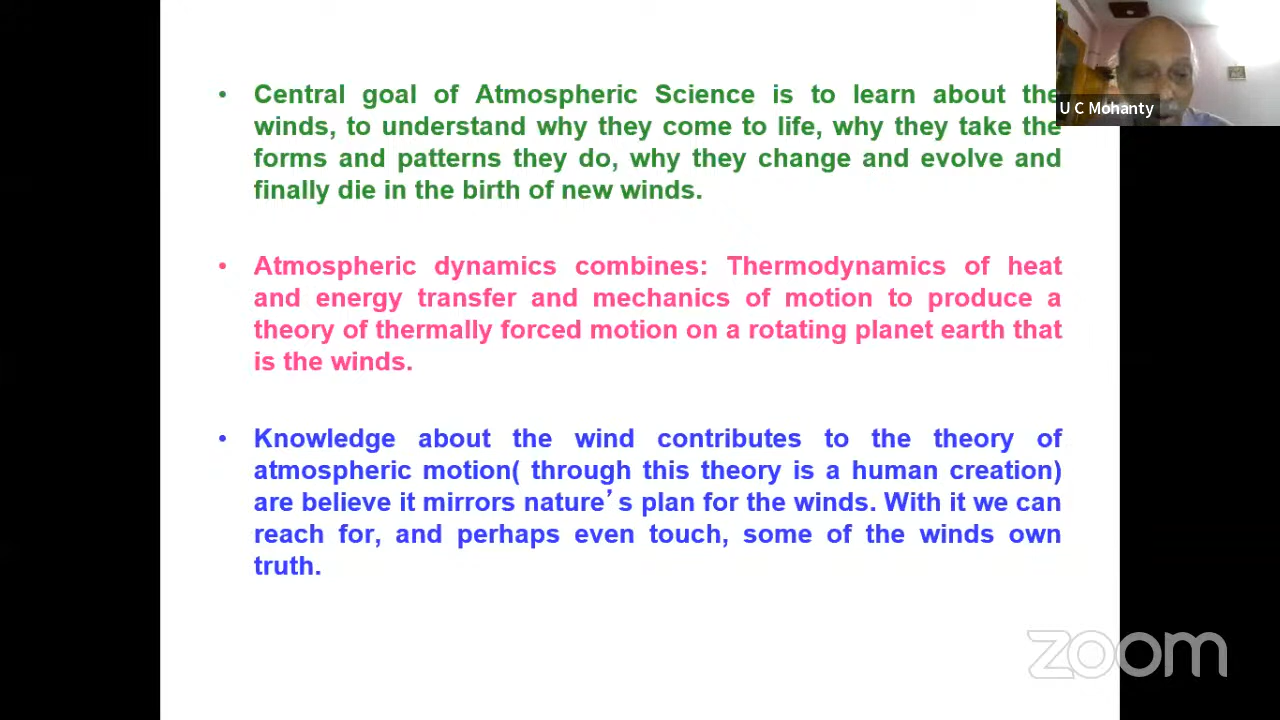 • Central goal of Atmospheric Science is to learn about the
winds, to understand why they come to life, why they take the
forms and patterns they do, why they change and evolve and
finally die in the birth of new winds.
• Atmospheric dynamics combines: Thermodynamics of heat
and energy transfer and mechanics of motion to produce a
theory of thermally forced motion on a rotating planet earth that
is the winds.
• Knowledge about the wind contributes to the theory of
atmospheric motion( through this theory is a human creation)
are believe it mirrors nature’s plan for the winds. With it we can
reach for, and perhaps even touch, some of the winds own
truth.
U C Mohanty
zoom